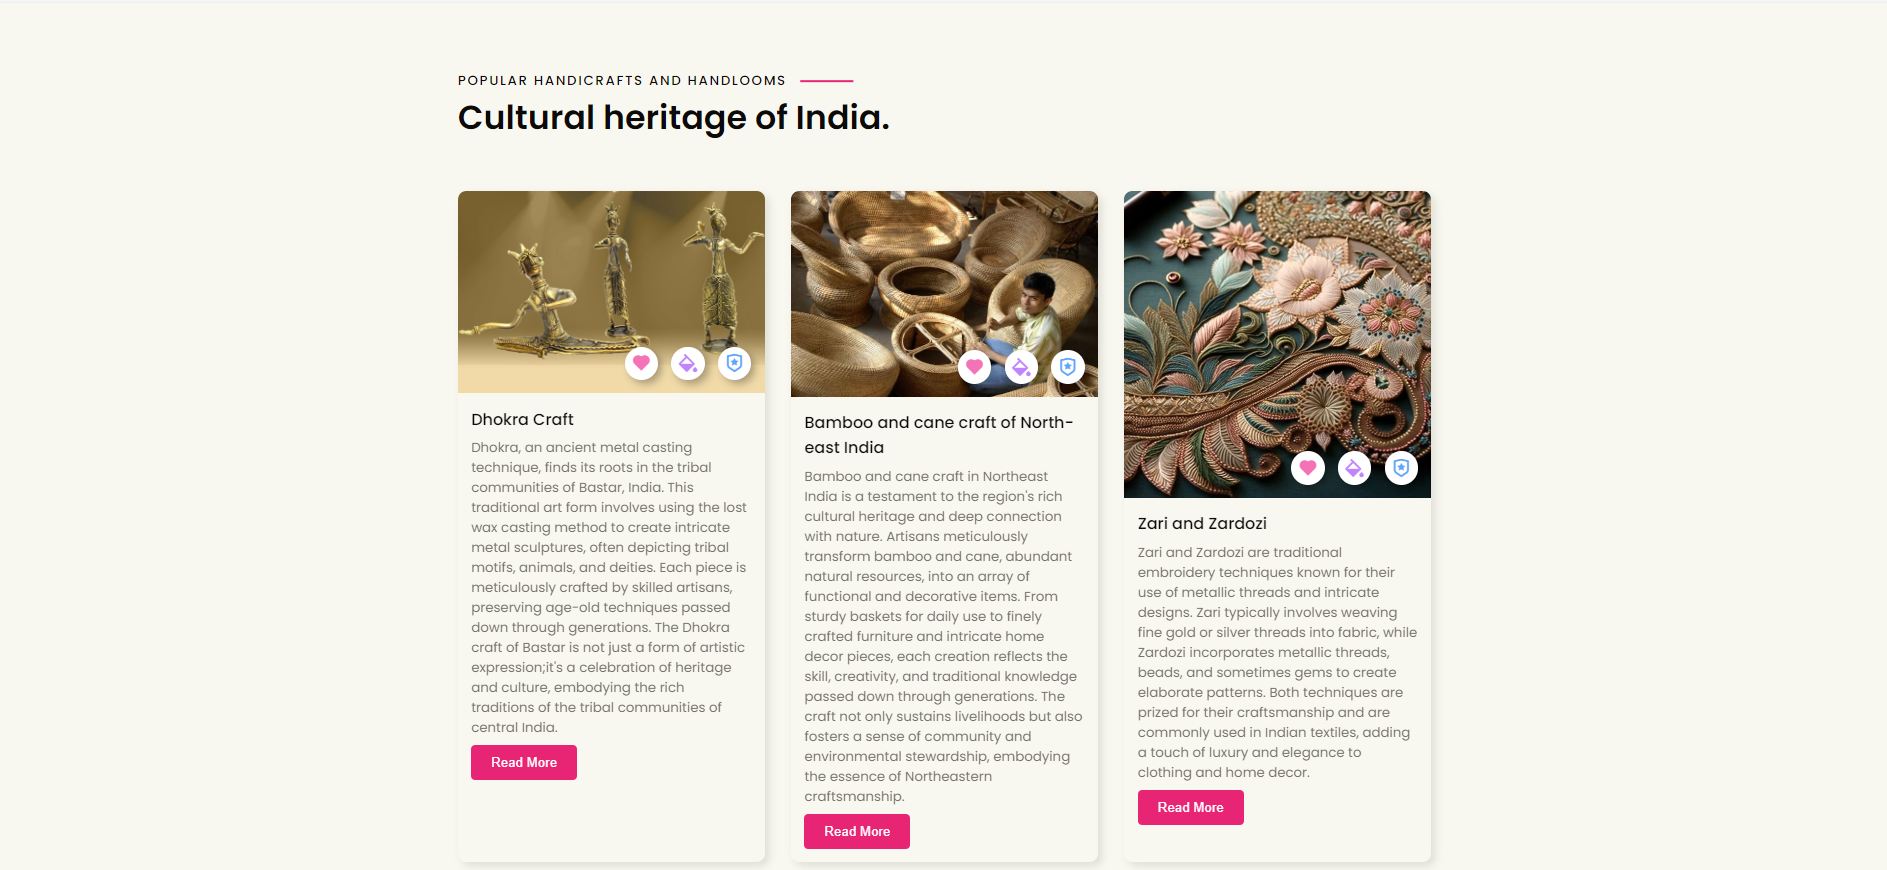 POPULAR HANDICRAFTS AND HANDLOOMS
Cultural heritage of India.
Dhokra Craft
Dhokra, an ancient metal casting
technique, finds its roots in the tribal
communities of Bastar, India. This
traditional art form involves using the lost
wax casting method to create intricate
metal sculptures, often depicting tribal
motifs, animals, and deities. Each piece is
meticulously crafted by skilled artisans,
preserving age-old techniques passed
down through generations. The Dhokra
craft of Bastar is not just a form of artistic
expression;it's a celebration of heritage
and culture, embodying the rich
traditions of the tribal communities of
central India.
Read More
Bamboo and cane craft of North-
east India
Bamboo and cane craft in Northeast
India is a testament to the region's rich
cultural heritage and deep connection
with nature. Artisans meticulously
transform bamboo and cane, abundant
natural resources, into an array of
functional and decorative items. From
sturdy baskets for daily use to finely
crafted furniture and intricate home
decor pieces, each creation reflects the
skill, creativity, and traditional knowledge
passed down through generations. The
craft not only sustains livelihoods but also
fosters a sense of community and
environmental stewardship, embodying
the essence of Northeastern
craftsmanship.
Read More
Zari and Zardozi
Zari and Zardozi are traditional
embroidery techniques known for their
use of metallic threads and intricate
designs. Zari typically involves weaving
fine gold or silver threads into fabric, while
Zardozi incorporates metallic threads,
beads, and sometimes gems to create
elaborate patterns. Both techniques are
prized for their craftsmanship and are
commonly used in Indian textiles, adding
a touch of luxury and elegance to
clothing and home decor.
Read More